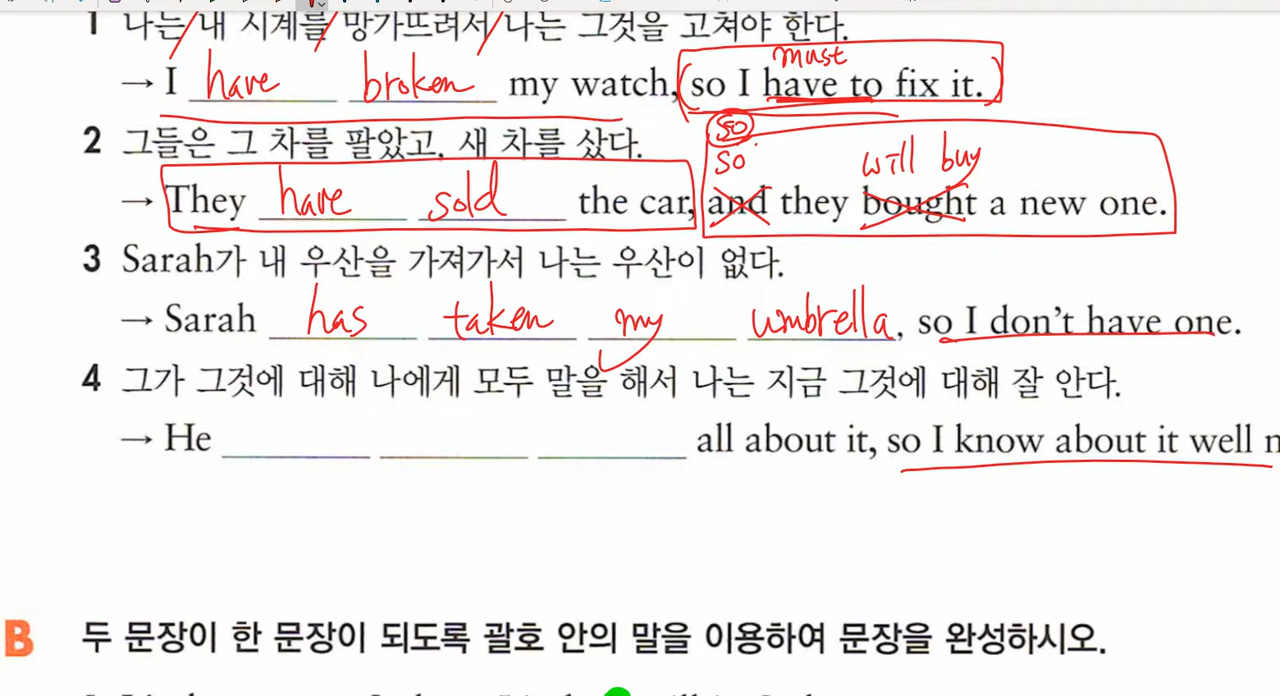 1 나는/내 시계를/망가뜨려서/나는 그것을 고쳐야 한다.
must
→ I have broken my watch, (so I have to fix it.)
so
2 그들은 그 차를 팔았고, 새 차를 샀다.
so will buy
→ They have sold the car, and they bought a new one.
3 Sarah가 내 우산을 가져가서 나는 우산이 없다.
→ Sarah has taken my umbrella, so I don't have one.
4 그가 그것에 대해 나에게 모두 말을 해서 나는 지금 그것에 대해 잘 안다.
→ He ____ ____ ____ all about it, so I know about it well
B 두 문장이 한 문장이 되도록 괄호 안의 말을 이용하여 문장을 완성하시오.